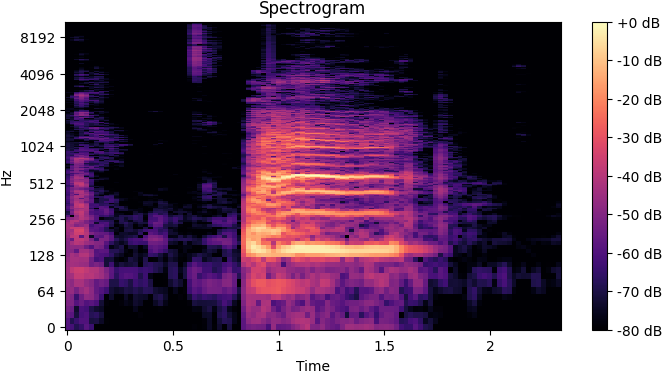 Spectrogram
+0 dB
8192
-10 dB
4096
-20 dB
2048
-30 dB
1024
-40 dB
Hz
512
-50 dB
256
-60 dB
128
-70 dB
64
0
-80 dB
0
0.5
1
1.5
2
Time